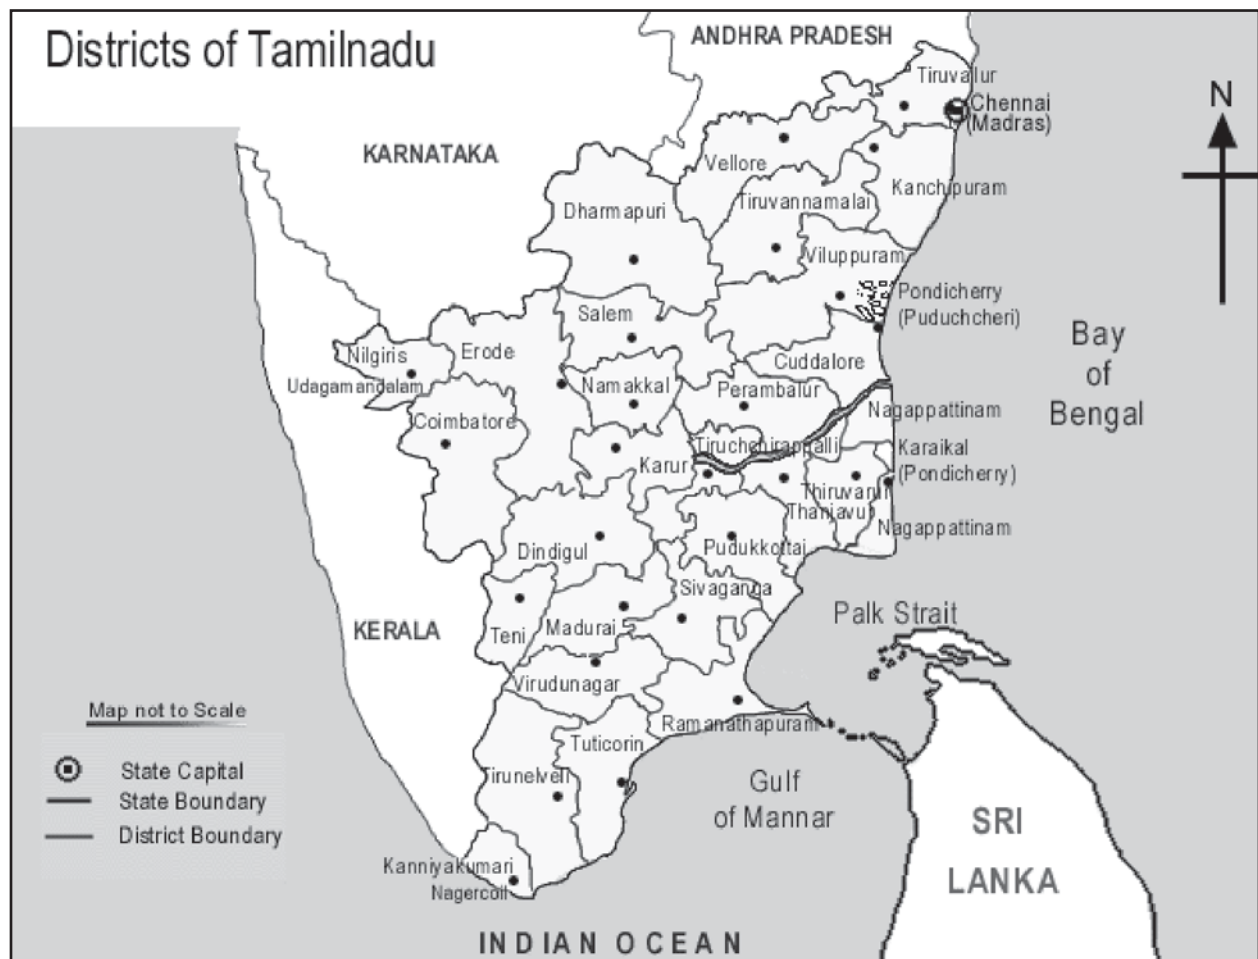 Districts of Tamilnadu
ANDHRA PRADESH
Tiruvalur
Chennai
(Madras)
N
KARNATAKA
Vellore
Kanchipuram
Tiruvannamalai
Dharmapuri
Viluppuram
Pondicherry
(Puduchcheri)
Salem
Bay
of
Bengal
Nilgiris
Erode
Cuddalore
Udagamandalam
Namakkal
Perambalur
Coimbatore
Nagappattinam
Tiruchchirappalli
Karaikal
(Pondicherry)
Karur
Thiruvarur
Thanjavur
Nagappattinam
Dindigul
Pudukkottai
Sivaganga
Palk Strait
KERALA
Teni
Madurai
Virudunagar
Map not to Scale
Ramanathapuram
Tuticorin
State Capital
Tirunelveli
Gulf
of Mannar
State Boundary
SRI
LANKA
District Boundary
Kanniyakumari
Nagercoil
INDIAN OCEAN